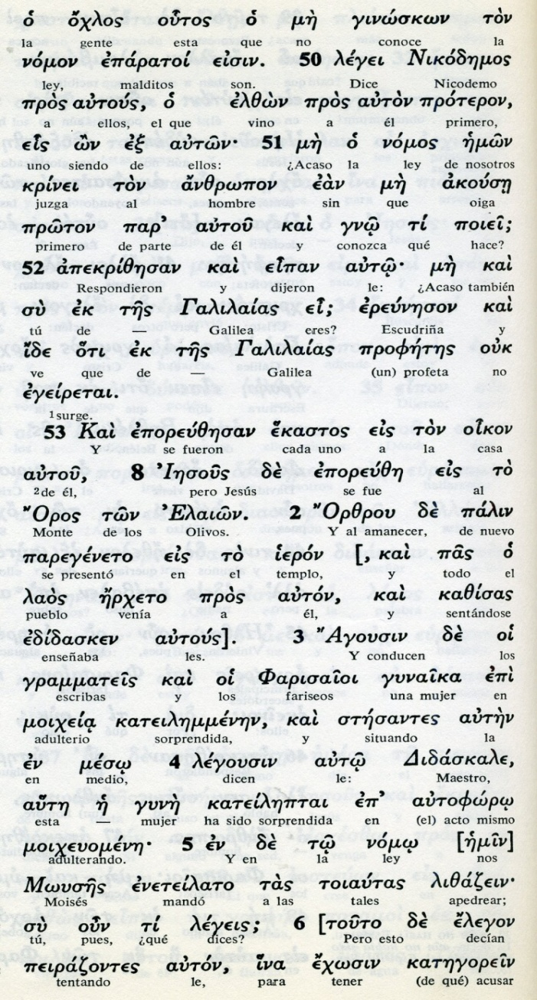 ὁ ὄχλος οὗτος ὁ μὴ γινώσκων τὸν
la gente esta que no conoce la
νόμον ἐπάρατοί εἰσιν. 50 λέγει Νικόδημος
ley, malditos son. Dice Nicodemo
πρὸς αὐτούς, ὁ ἐλθὼν πρὸς αὐτὸν πρότερον,
a ellos, el que vino a él primero,
εἷς ὢν ἐξ αὐτῶν· 51 μὴ ὁ νόμος ἡμῶν
uno siendo de ellos: ¿Acaso la ley de nosotros
κρίνει τὸν ἄνθρωπον ἐὰν μὴ ἀκούσῃ
juzga al hombre sin que oiga
πρῶτον παρ' αὐτοῦ καὶ γνῷ τί ποιεῖ;
primero de parte de él y conozca qué hace?
52 ἀπεκρίθησαν καὶ εἶπαν αὐτῷ· μὴ καὶ
Respondieron y dijeron le: ¿Acaso también
σὺ ἐκ τῆς Γαλιλαίας εἶ; ἐρεύνησον καὶ
tú de — Galilea eres? Escudriña y
ἴδε ὅτι ἐκ τῆς Γαλιλαίας προφήτης οὐκ
ve que de — Galilea (un) profeta no
ἐγείρεται.
1surge.
53 Καὶ ἐπορεύθησαν ἕκαστος εἰς τὸν οἶκον
Y se fueron cada uno a la casa
αὐτοῦ, 8 Ἰησοῦς δὲ ἐπορεύθη εἰς τὸ
2de él, pero Jesús se fue al
Ὄρος τῶν Ἐλαιῶν. 2 Ὄρθρου δὲ πάλιν
Monte de los Olivos. Y al amanecer, de nuevo
παρεγένετο εἰς τὸ ἱερόν [, καὶ πᾶς ὁ
se presentó en el templo, y todo el
λαὸς ἤρχετο πρὸς αὐτόν, καὶ καθίσας
pueblo venía a él, y sentándose
ἐδίδασκεν αὐτούς]. 3 Ἄγουσιν δὲ οἱ
enseñaba les. Y conducen los
γραμματεῖς καὶ οἱ Φαρισαῖοι γυναῖκα ἐπὶ
escribas y los fariseos una mujer en
μοιχείᾳ κατειλημμένην, καὶ στήσαντες αὐτὴν
adulterio sorprendida, y situando la
ἐν μέσῳ 4 λέγουσιν αὐτῷ Διδάσκαλε,
en medio, dicen le: Maestro,
αὕτη ἡ γυνὴ κατείληπται ἐπ' αὐτοφώρῳ
esta mujer ha sido sorprendida en (el) acto mismo
μοιχευομένη· 5 ἐν δὲ τῷ νόμῳ [ἡμῖν]
adulterando. Y en la ley nos
Μωυσῆς ἐνετείλατο τὰς τοιαύτας λιθάζειν·
Moisés mandó a las tales apedrear;
σὺ οὖν τί λέγεις; 6 [τοῦτο δὲ ἔλεγον
tú, pues, ¿qué dices? Pero esto decían
πειράζοντες αὐτόν, ἵνα ἔχωσιν κατηγορεῖν
tentando le, para tener (de qué) acusar